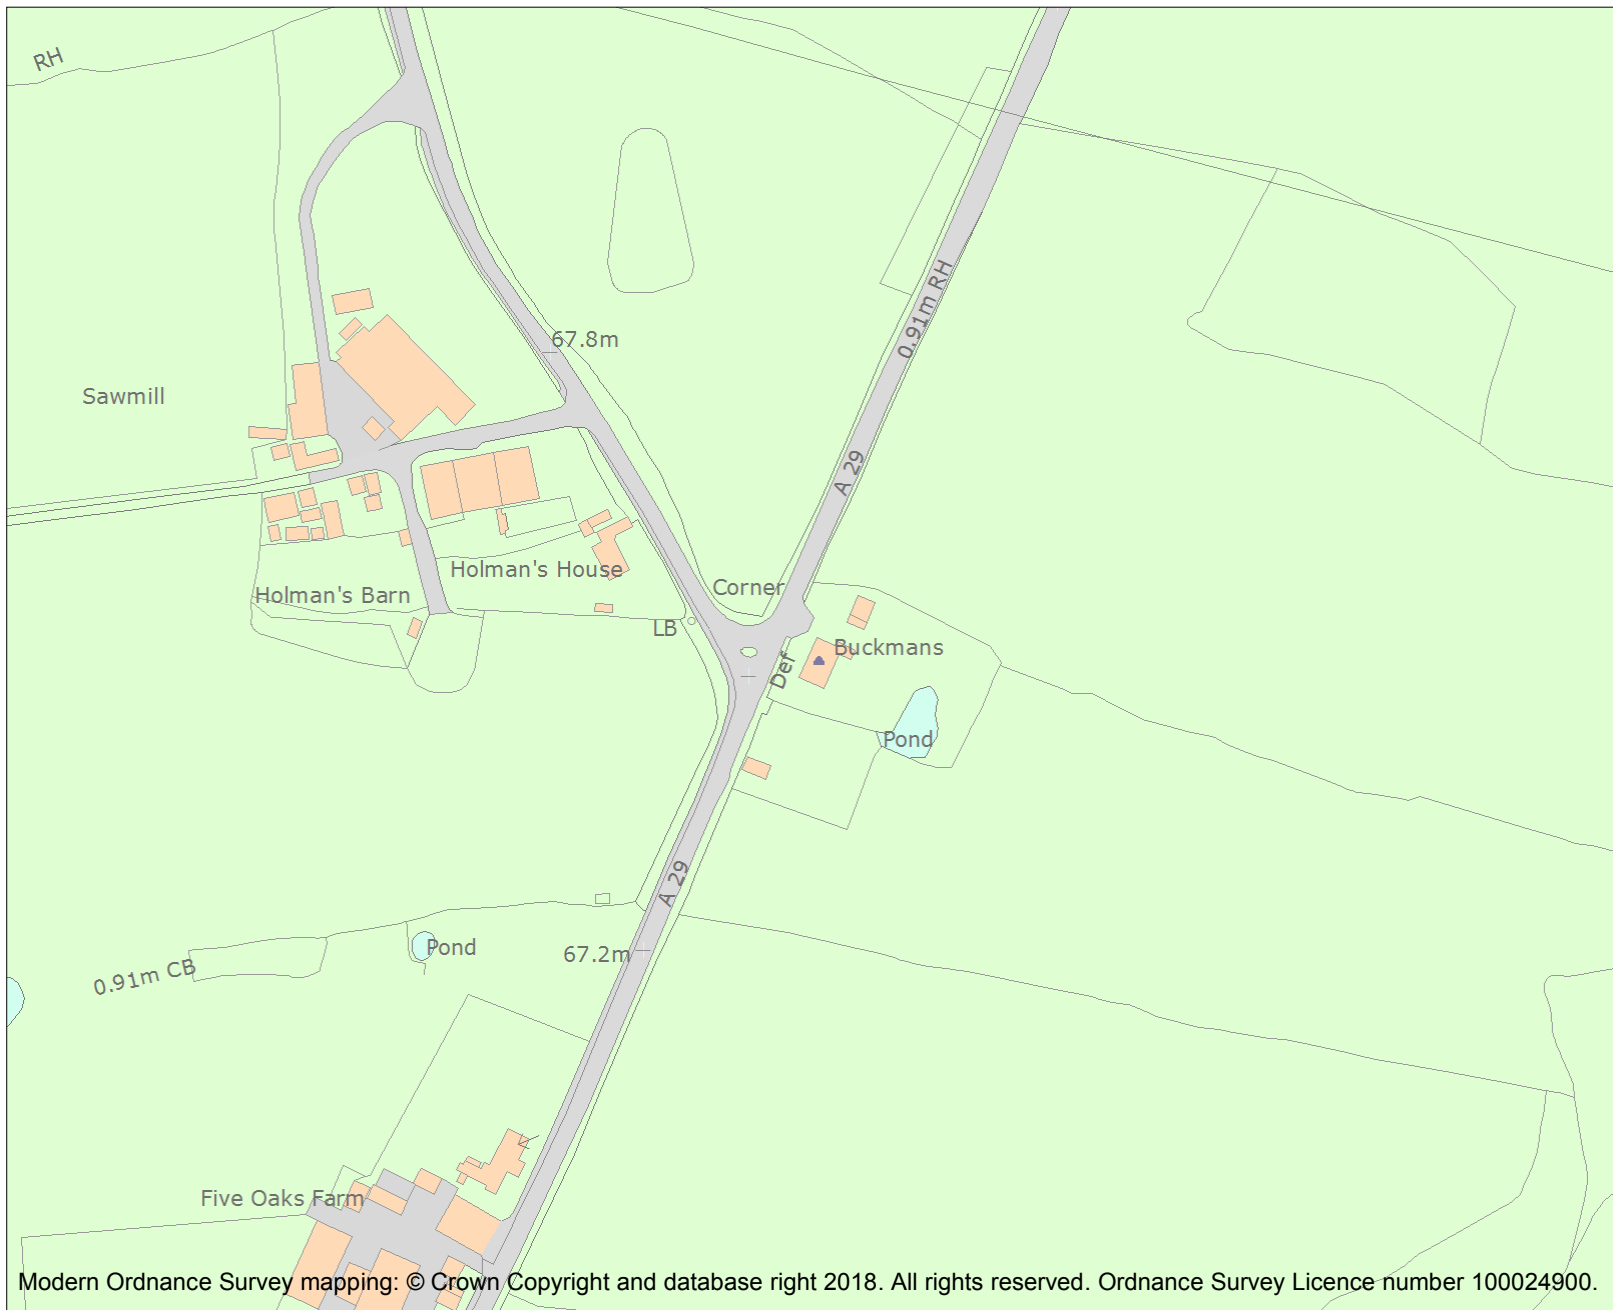 RH
67.8m
0.91m RH
Sawmill
A 29
Holman's House
Corner
Holman's Barn
LB
Buckmans
Def
Pond
A 29
Pond
67.2m
0.91m CB
Five Oaks Farm
Modern Ordnance Survey mapping: © Crown Copyright and database right 2018. All rights reserved. Ordnance Survey Licence number 100024900.